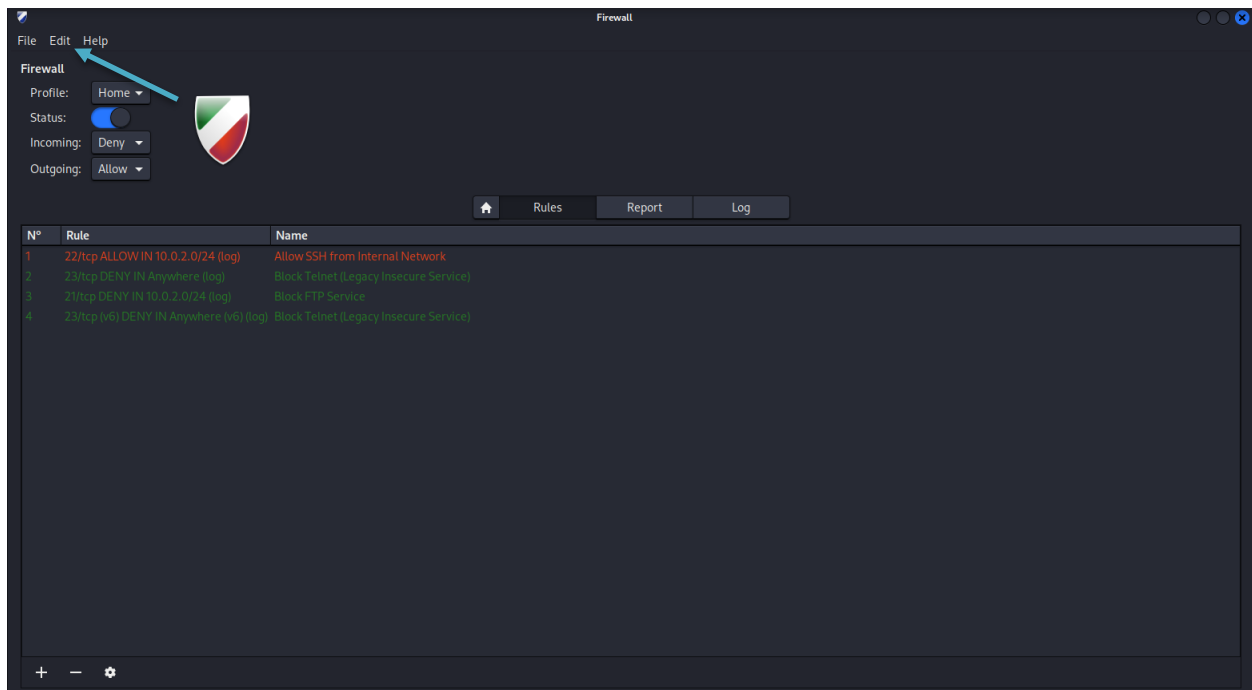 Firewall
File Edit Help
Firewall
Profile: Home
Status:
Incoming: Deny
Outgoing: Allow
Rules Report Log
Nº Rule Name
1 22/tcp ALLOW IN 10.0.2.0/24 (log) Allow SSH from Internal Network
2 23/tcp DENY IN Anywhere (log) Block Telnet (Legacy Insecure Service)
3 21/tcp DENY IN 10.0.2.0/24 (log) Block FTP Service
4 23/tcp (v6) DENY IN Anywhere (v6) (log) Block Telnet (Legacy Insecure Service)